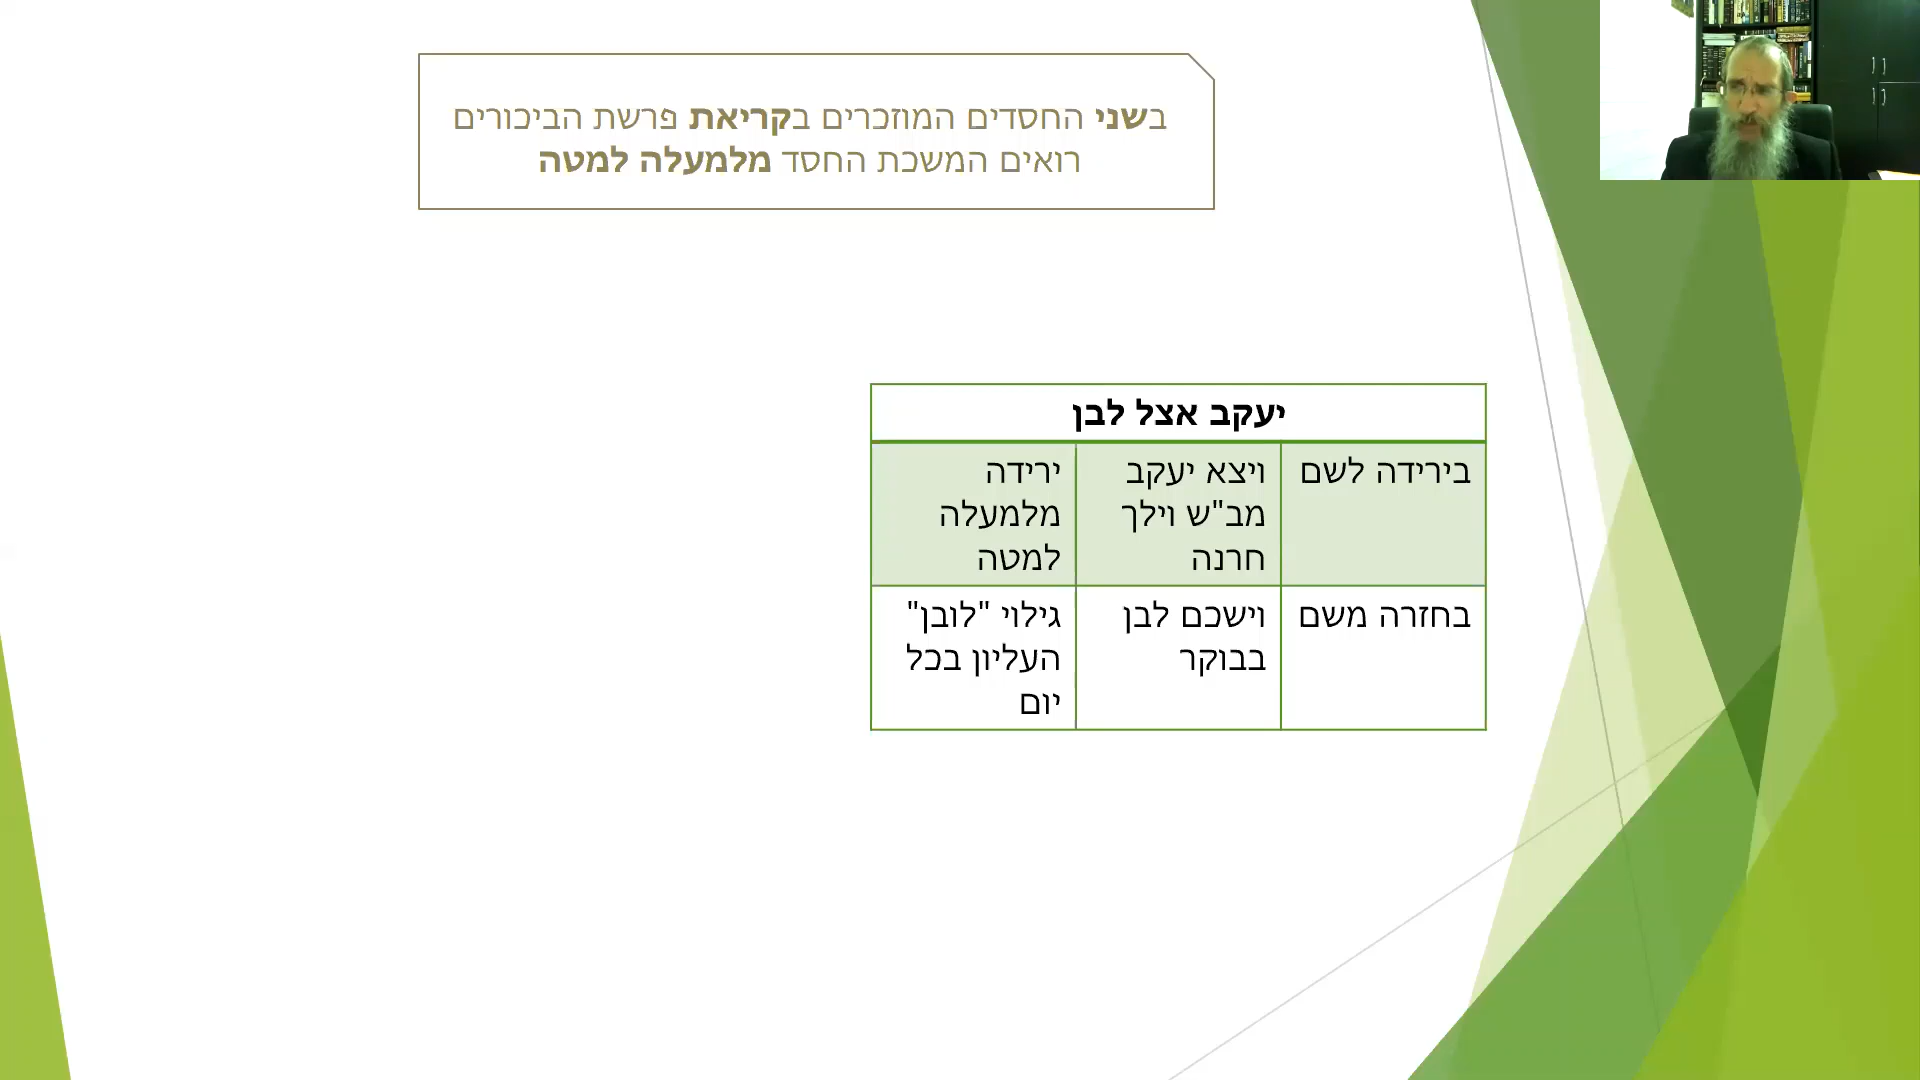 בשני החסדים המוזכרים בקריאת פרשת הביכורים
רואים המשכת החסד מלמעלה למטה
יעקב אצל לבן
בירידה לשם
ויצא יעקב
מב"ש וילך
חרנה
ירידה
מלמעלה
למטה
בחזרה משם
וישכם לבן
בבוקר
גילוי "לובן"
העליון בכל
יום